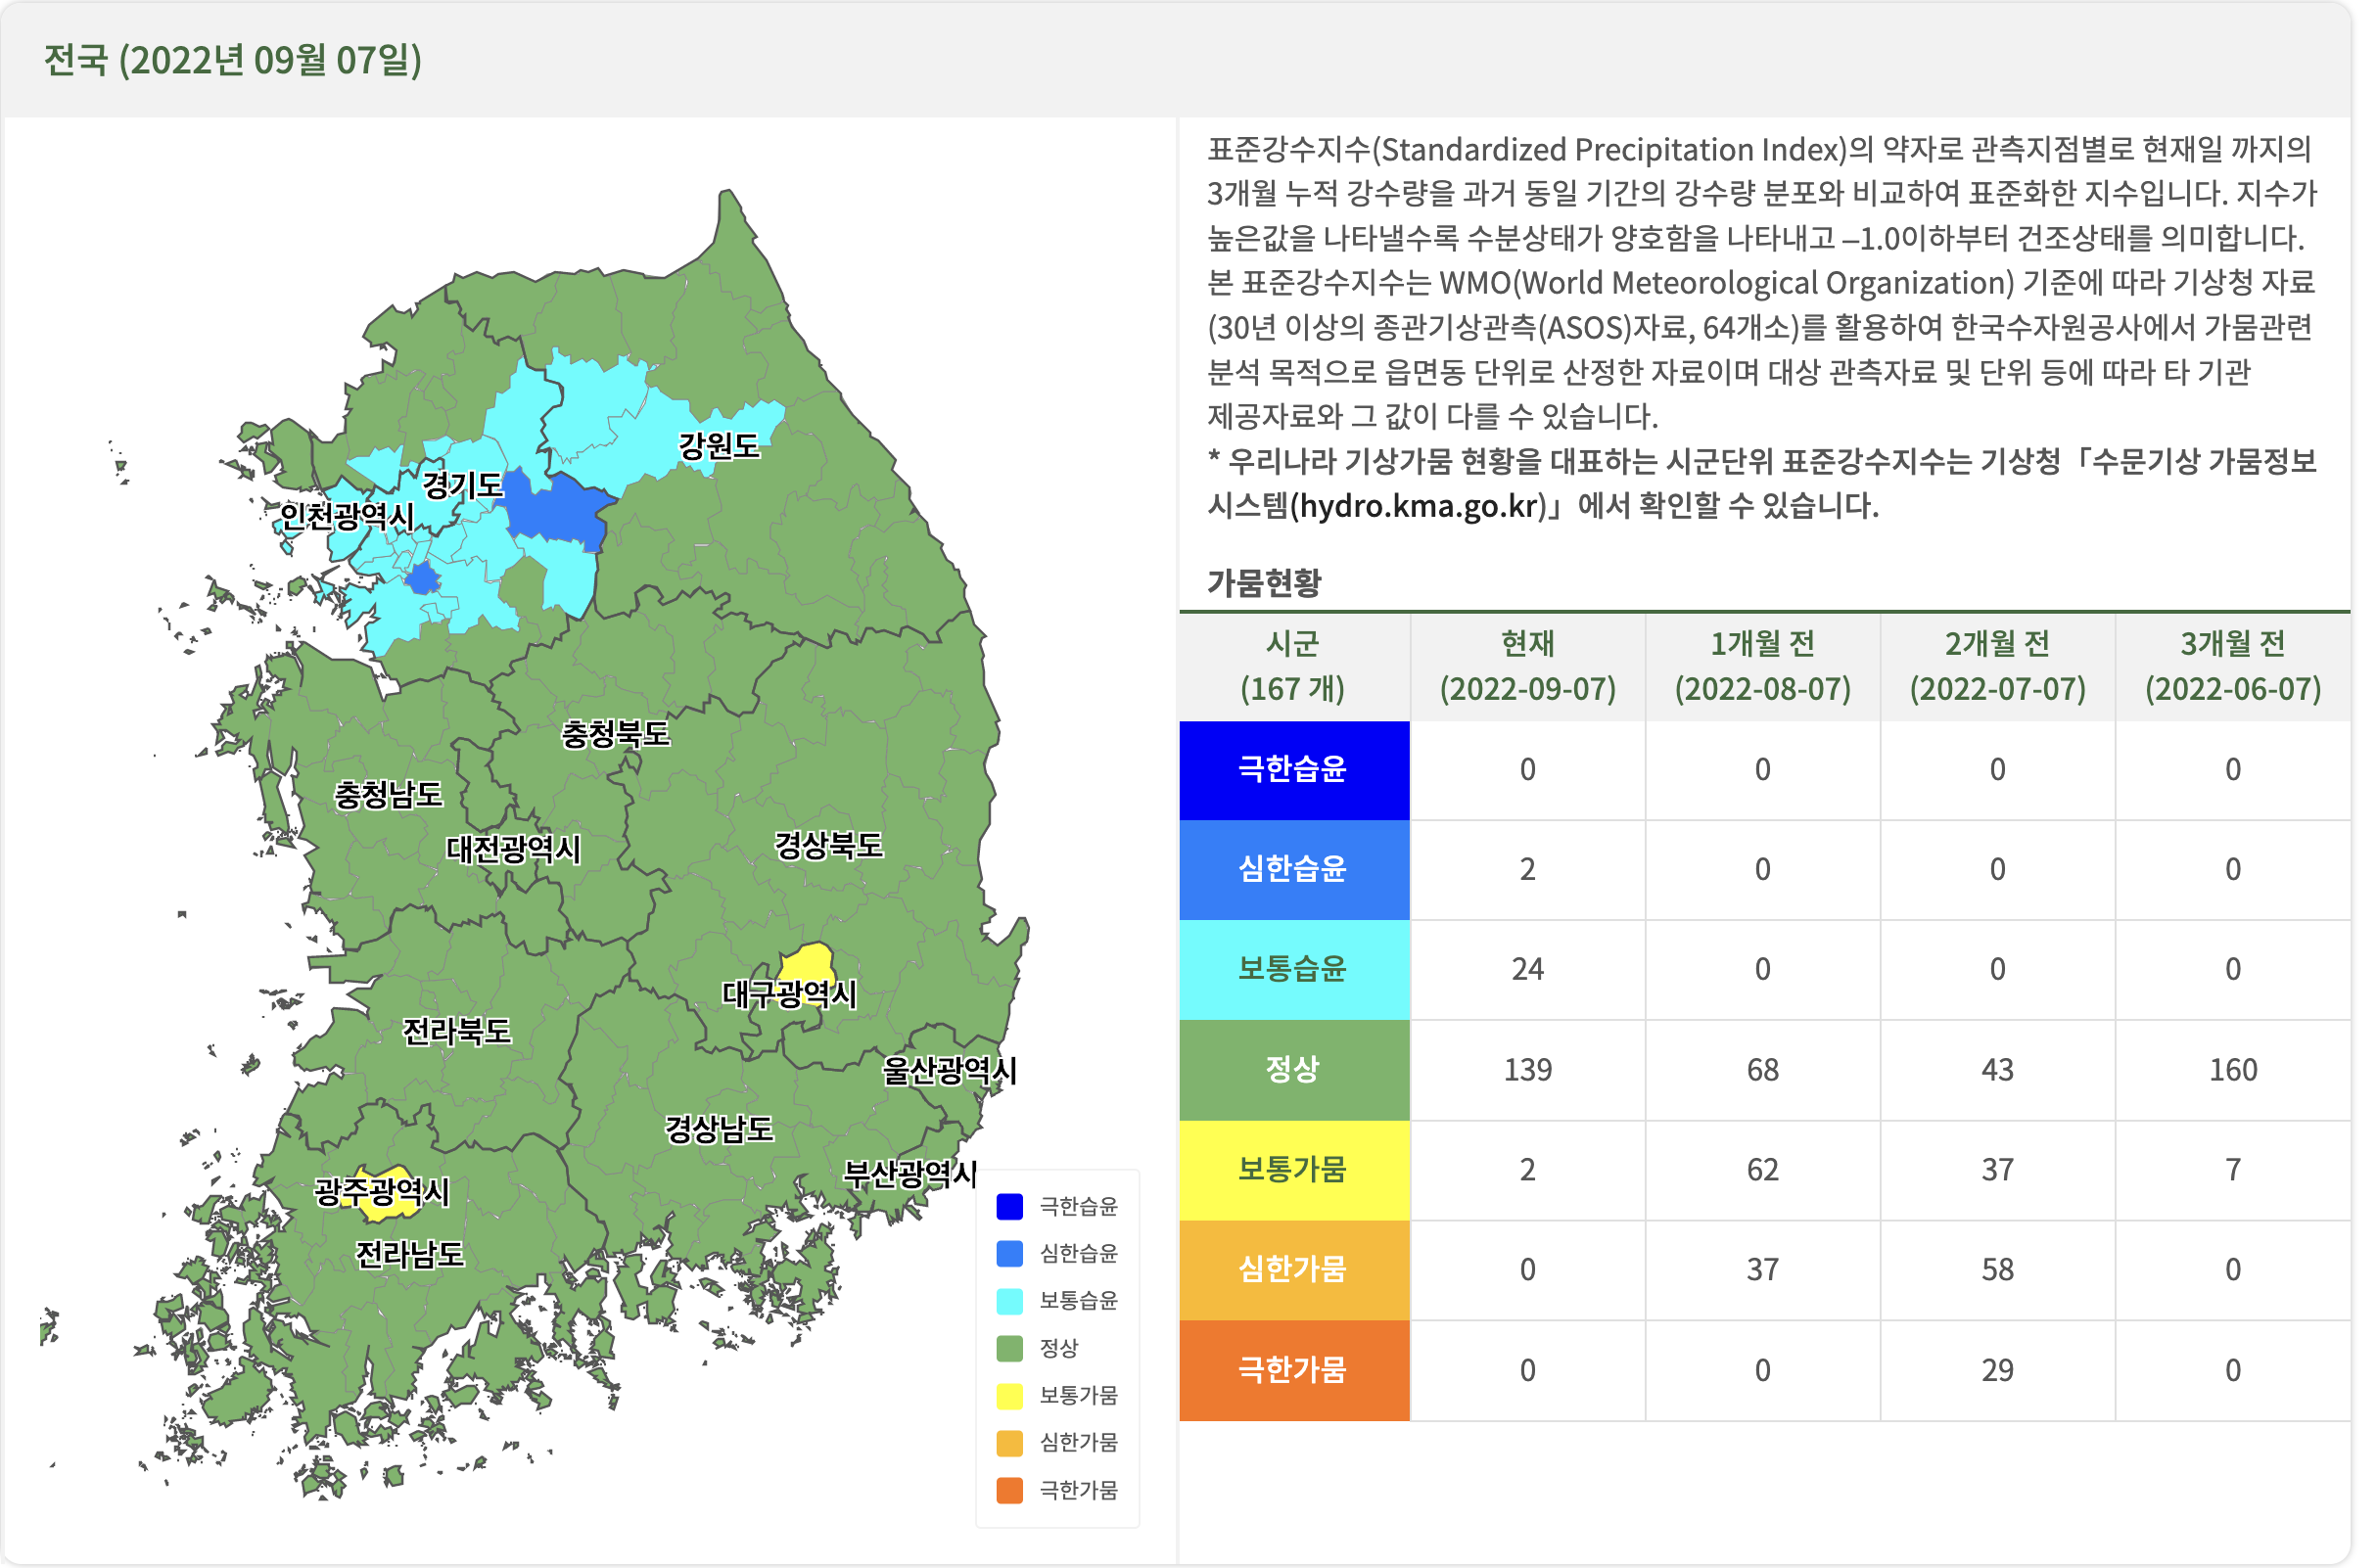 전국 (2022년 09월 07일)
강원도
경기도
인천광역시
충청북도
충청남도
대전광역시
경상북도
대구광역시
전라북도
울산광역시
경상남도
부산광역시
광주광역시
전라남도
극한습윤
심한습윤
보통습윤
정상
보통가뭄
심한가뭄
극한가뭄
표준강수지수(Standardized Precipitation Index)의 약자로 관측지점별로 현재일 까지의
3개월 누적 강수량을 과거 동일 기간의 강수량 분포와 비교하여 표준화한 지수입니다. 지수가
높은값을 나타낼수록 수분상태가 양호함을 나타내고 –1.0이하부터 건조상태를 의미합니다.
본 표준강수지수는 WMO(World Meteorological Organization) 기준에 따라 기상청 자료
(30년 이상의 종관기상관측(ASOS)자료, 64개소)를 활용하여 한국수자원공사에서 가뭄관련
분석 목적으로 읍면동 단위로 산정한 자료이며 대상 관측자료 및 단위 등에 따라 타 기관
제공자료와 그 값이 다를 수 있습니다.
* 우리나라 기상가뭄 현황을 대표하는 시군단위 표준강수지수는 기상청「수문기상 가뭄정보
시스템(hydro.kma.go.kr)」에서 확인할 수 있습니다.
가뭄현황
시군 현재 1개월 전 2개월 전 3개월 전
(167 개) (2022-09-07) (2022-08-07) (2022-07-07) (2022-06-07)
극한습윤 0 0 0 0
심한습윤 2 0 0 0
보통습윤 24 0 0 0
정상 139 68 43 160
보통가뭄 2 62 37 7
심한가뭄 0 37 58 0
극한가뭄 0 0 29 0